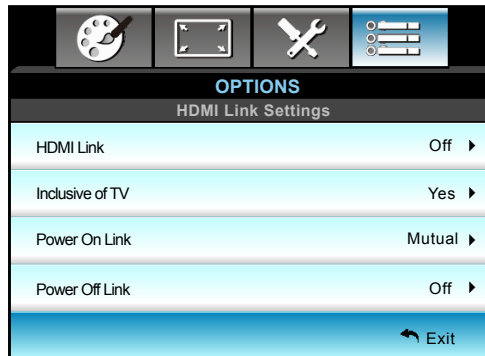 OPTIONS
HDMI Link Settings
HDMI Link Off
Inclusive of TV Yes
Power On Link Mutual
Power Off Link Off
Exit